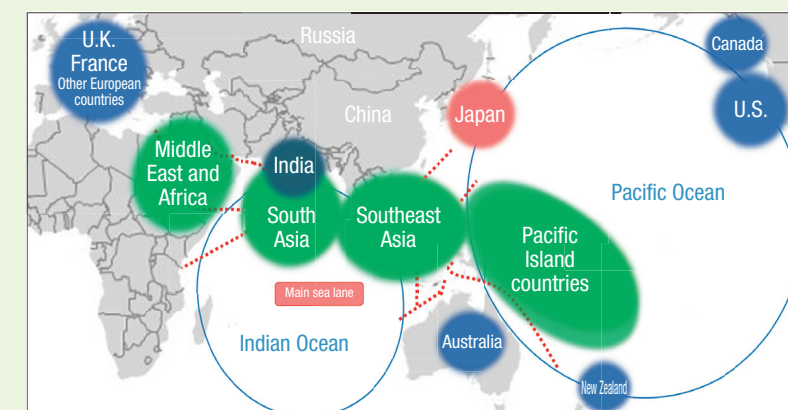 U.K.
France
Other European
countries
Russia
Canada
U.S.
China
Japan
Middle
East and
Africa
India
South
Asia
Southeast
Asia
Pacific Ocean
Pacific
Island
countries
Main sea lane
Indian Ocean
Australia
New Zealand